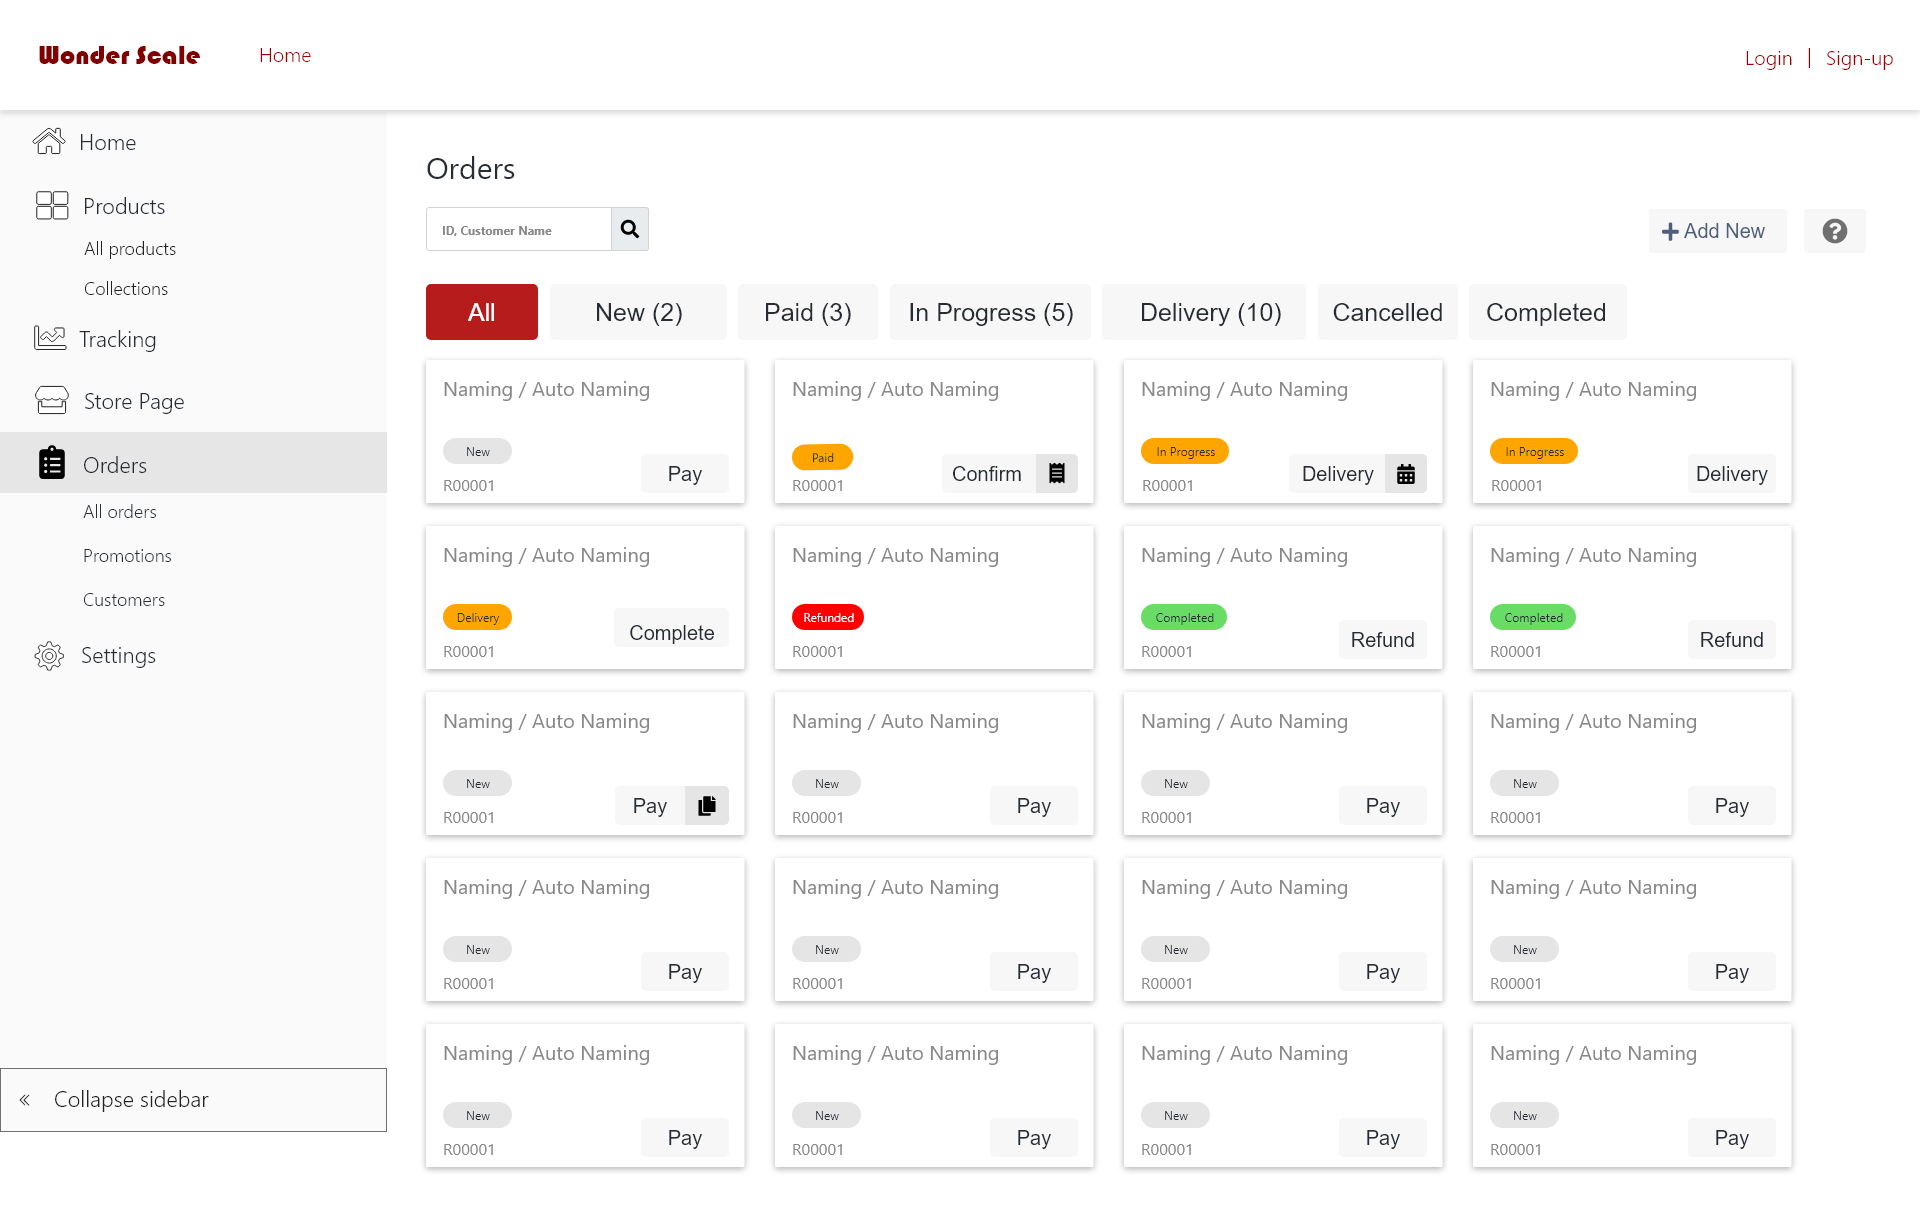 Wonder Scale
Home
Login | Sign-up
Home
Products
All products
Collections
Tracking
Store Page
Orders
All orders
Promotions
Customers
Settings
« Collapse sidebar
Orders
ID, Customer Name
Add New
All
New (2)
Paid (3)
In Progress (5)
Delivery (10)
Cancelled
Completed
Naming / Auto Naming
New
R00001
Pay
Naming / Auto Naming
Paid
R00001
Confirm
Naming / Auto Naming
In Progress
R00001
Delivery
Naming / Auto Naming
In Progress
R00001
Delivery
Naming / Auto Naming
Delivery
R00001
Complete
Naming / Auto Naming
Refunded
R00001
Naming / Auto Naming
Completed
R00001
Refund
Naming / Auto Naming
Completed
R00001
Refund
Naming / Auto Naming
New
R00001
Pay
Naming / Auto Naming
New
R00001
Pay
Naming / Auto Naming
New
R00001
Pay
Naming / Auto Naming
New
R00001
Pay
Naming / Auto Naming
New
R00001
Pay
Naming / Auto Naming
New
R00001
Pay
Naming / Auto Naming
New
R00001
Pay
Naming / Auto Naming
New
R00001
Pay
Naming / Auto Naming
New
R00001
Pay
Naming / Auto Naming
New
R00001
Pay
Naming / Auto Naming
New
R00001
Pay
Naming / Auto Naming
New
R00001
Pay